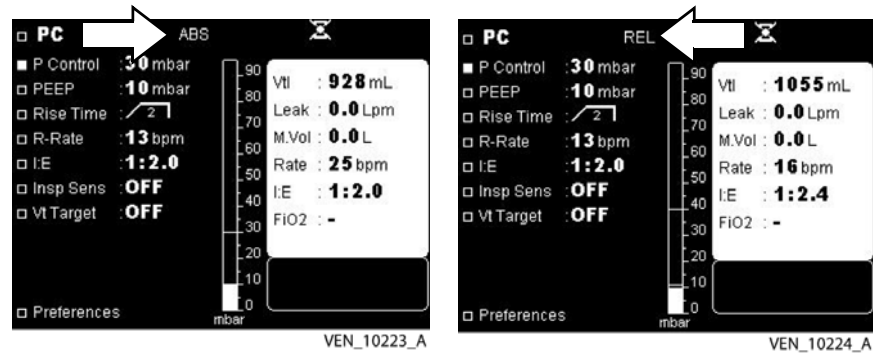 PC ABS
P Control : 30 mbar
PEEP : 10 mbar
Rise Time : 2
R-Rate : 13 bpm
I:E : 1:2.0
Insp Sens : OFF
Vt Target : OFF
Preferences
90
80
70
60
50
40
30
20
10
0
mbar
VtI : 928 mL
Leak : 0.0 Lpm
M.Vol : 0.0 L
Rate : 25 bpm
I:E : 1:2.0
FiO2 : -
VEN_10223_A
PC REL
P Control : 30 mbar
PEEP : 10 mbar
Rise Time : 2
R-Rate : 13 bpm
I:E : 1:2.0
Insp Sens : OFF
Vt Target : OFF
Preferences
90
80
70
60
50
40
30
20
10
0
mbar
VtI : 1055 mL
Leak : 0.0 Lpm
M.Vol : 0.0 L
Rate : 16 bpm
I:E : 1:2.4
FiO2 : -
VEN_10224_A